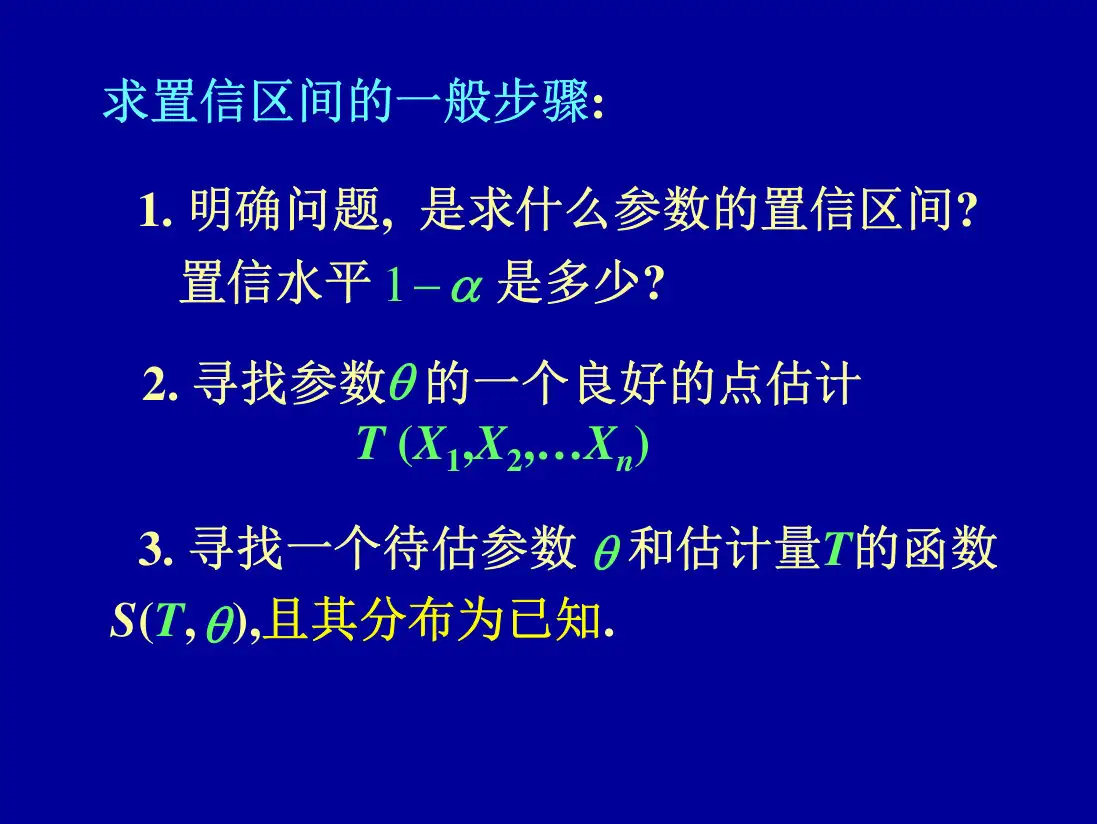 求置信区间的一般步骤:
1. 明确问题, 是求什么参数的置信区间?
置信水平 1−α 是多少?
2. 寻找参数θ 的一个良好的点估计
T (X₁,X₂,…Xₙ)
3. 寻找一个待估参数 θ 和估计量T的函数
S(T, θ),且其分布为已知.